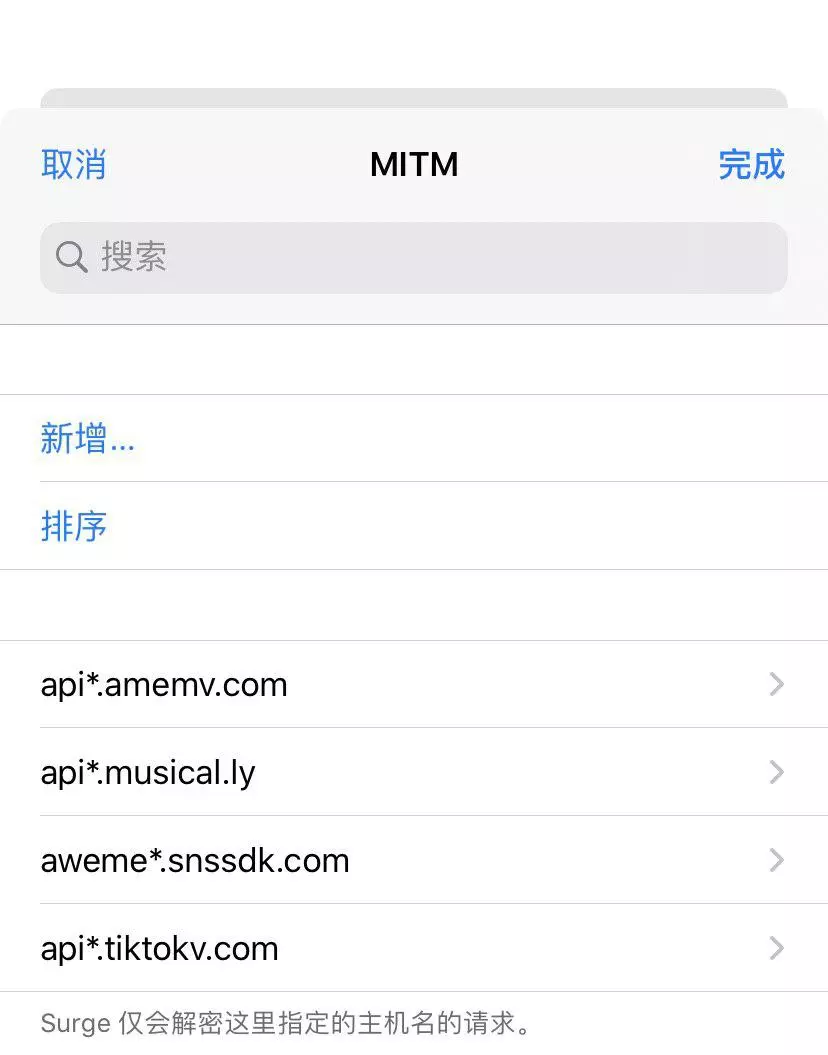 取消
MITM
完成
搜索
新增...
排序
api*.amemv.com
api*.musical.ly
aweme*.snssdk.com
api*.tiktokv.com
Surge 仅会解密这里指定的主机名的请求。